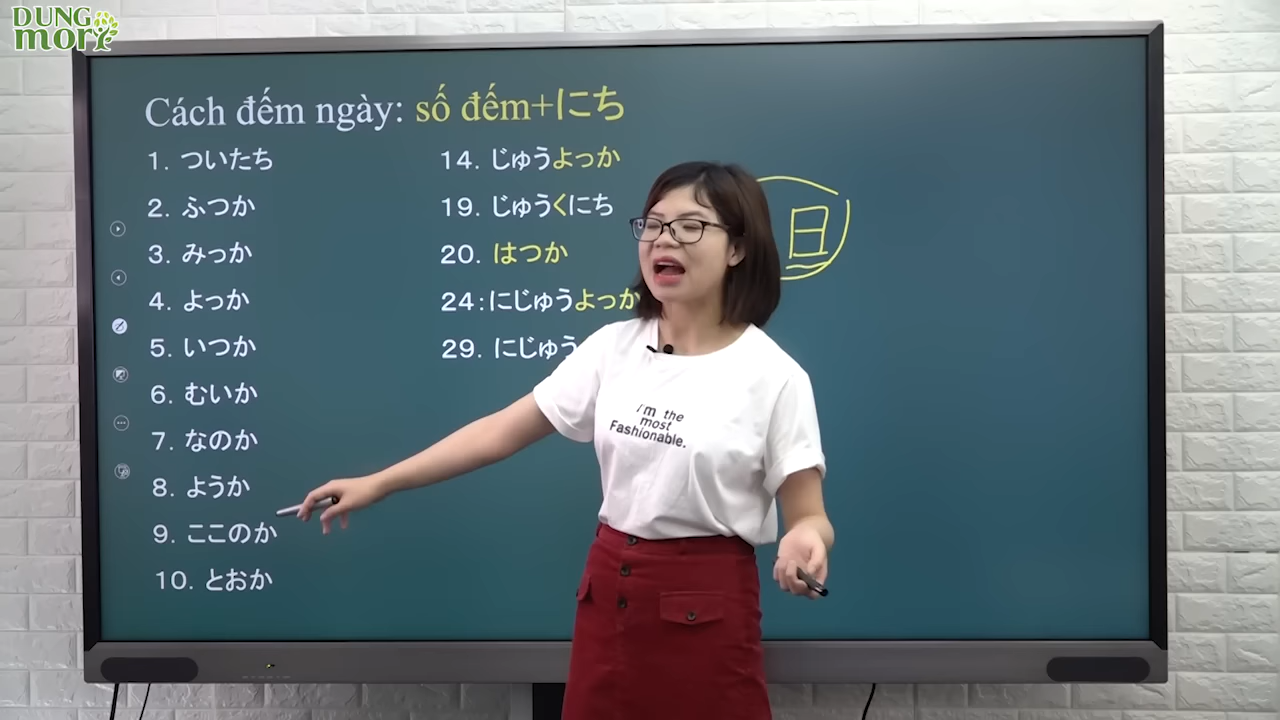 DUNG
mori
Cách đếm ngày: số đếm+にち
1. ついたち
2. ふつか
3. みっか
4. よっか
5. いつか
6. むいか
7. なのか
8. ようか
9. ここのか
10. とおか
14. じゅうよっか
19. じゅうくにち
20. はつか
24:にじゅうよっか
29. にじゅう
日
I'm the
most
Fashionable.